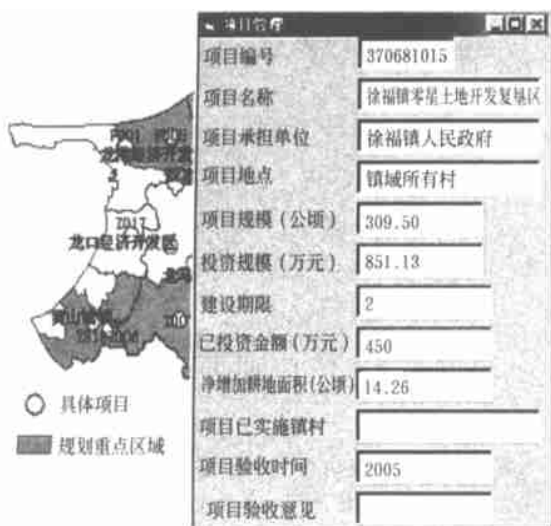 项目管理
项目编号 370681015
项目名称 徐福镇零星土地开发复垦区
项目承担单位 徐福镇人民政府
项目地点 镇域所有村
项目规模（公顷） 309.50
投资规模（万元） 851.13
建设期限 2
已投资金额（万元） 450
净增加耕地面积(公顷) 14.26
项目已实施镇村
项目验收时间 2005
项目验收意见
龙口经济开发区
具体项目
规划重点区域